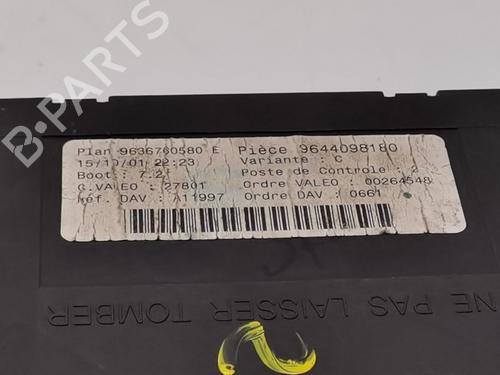 B-PARTS
Plan 9636760580 E Pièce 9644098180
15/10/01 22:23 Variante : C
Boot : 7.2 Poste de Controle : 2
C.VALEO : 27801 Ordre VALEO : 00264548
Réf. DAV : A11997 Ordre DAV : 0661
NE PAS LAISSER TOMBER